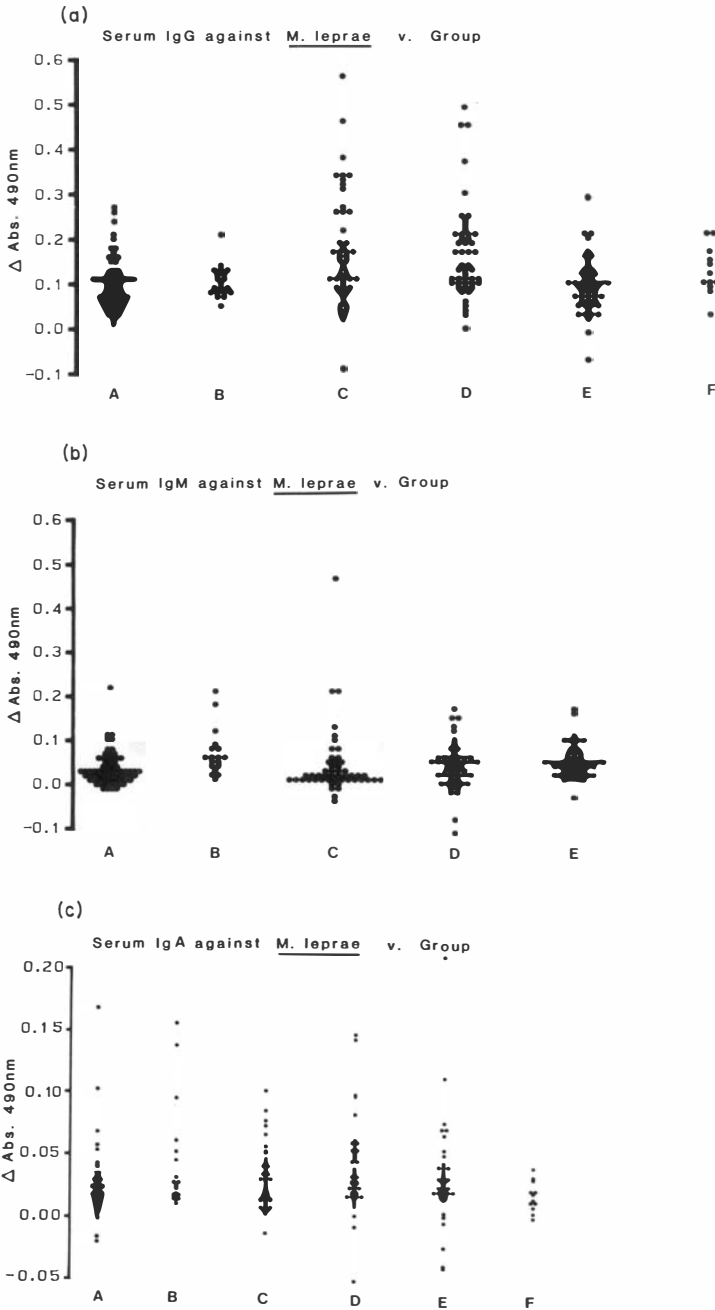 (a)
Serum IgG against M. leprae v. Group
Δ Abs. 490nm
0.6
0.5
0.4
0.3
0.2
0.1
0.0
-0.1
A B C D E F
(b)
Serum IgM against M. leprae v. Group
Δ Abs. 490nm
0.6
0.5
0.4
0.3
0.2
0.1
0.0
-0.1
A B C D E
(c)
Serum IgA against M. leprae v. Group
Δ Abs. 490nm
0.20
0.15
0.10
0.05
0.00
-0.05
A B C D E F